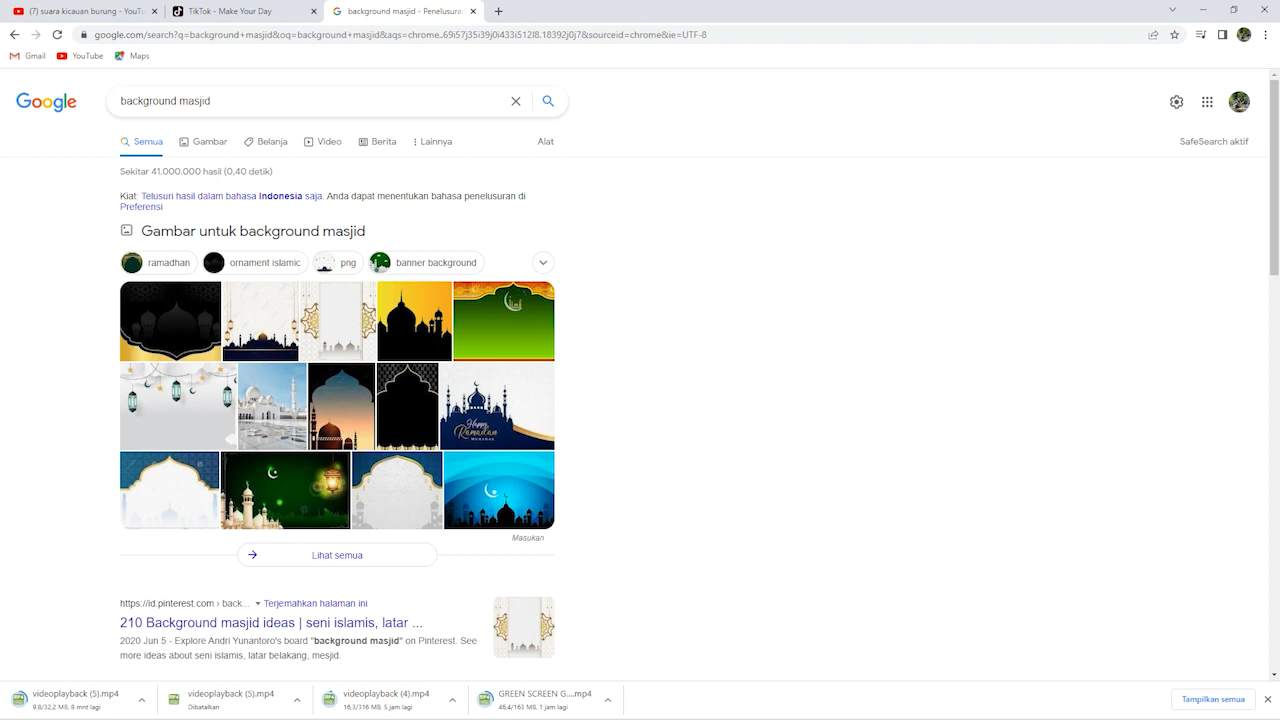 (7) suara kicauan burung - YouTu
TikTok - Make Your Day
background masjid - Penelusuran
google.com/search?q=background+masjid&oq=background+masjid&aqs=chrome..69i57j35i39j0i433i512l8.18392j0j7&sourceid=chrome&ie=UTF-8
Gmail
YouTube
Maps
Google
background masjid
Semua
Gambar
Belanja
Video
Berita
Lainnya
Alat
SafeSearch aktif
Sekitar 41.000.000 hasil (0,40 detik)
Kiat: Telusuri hasil dalam bahasa Indonesia saja. Anda dapat menentukan bahasa penelusuran di
Preferensi
Gambar untuk background masjid
ramadhan
ornament islamic
png
banner background
Happy
Ramadan
MUBARAK
Masukan
Lihat semua
https://id.pinterest.com › back...
Terjemahkan halaman ini
210 Background masjid ideas | seni islamis, latar ...
2020 Jun 5 - Explore Andri Yunantoro's board "background masjid" on Pinterest. See
more ideas about seni islamis, latar belakang, mesjid.
videoplayback (5).mp4
9,8/32,2 MB, 8 mnt lagi
videoplayback (5).mp4
Dibatalkan
videoplayback (4).mp4
16,3/316 MB, 5 jam lagi
GREEN SCREEN G....mp4
46,4/163 MB, 1 jam lagi
Tampilkan semua